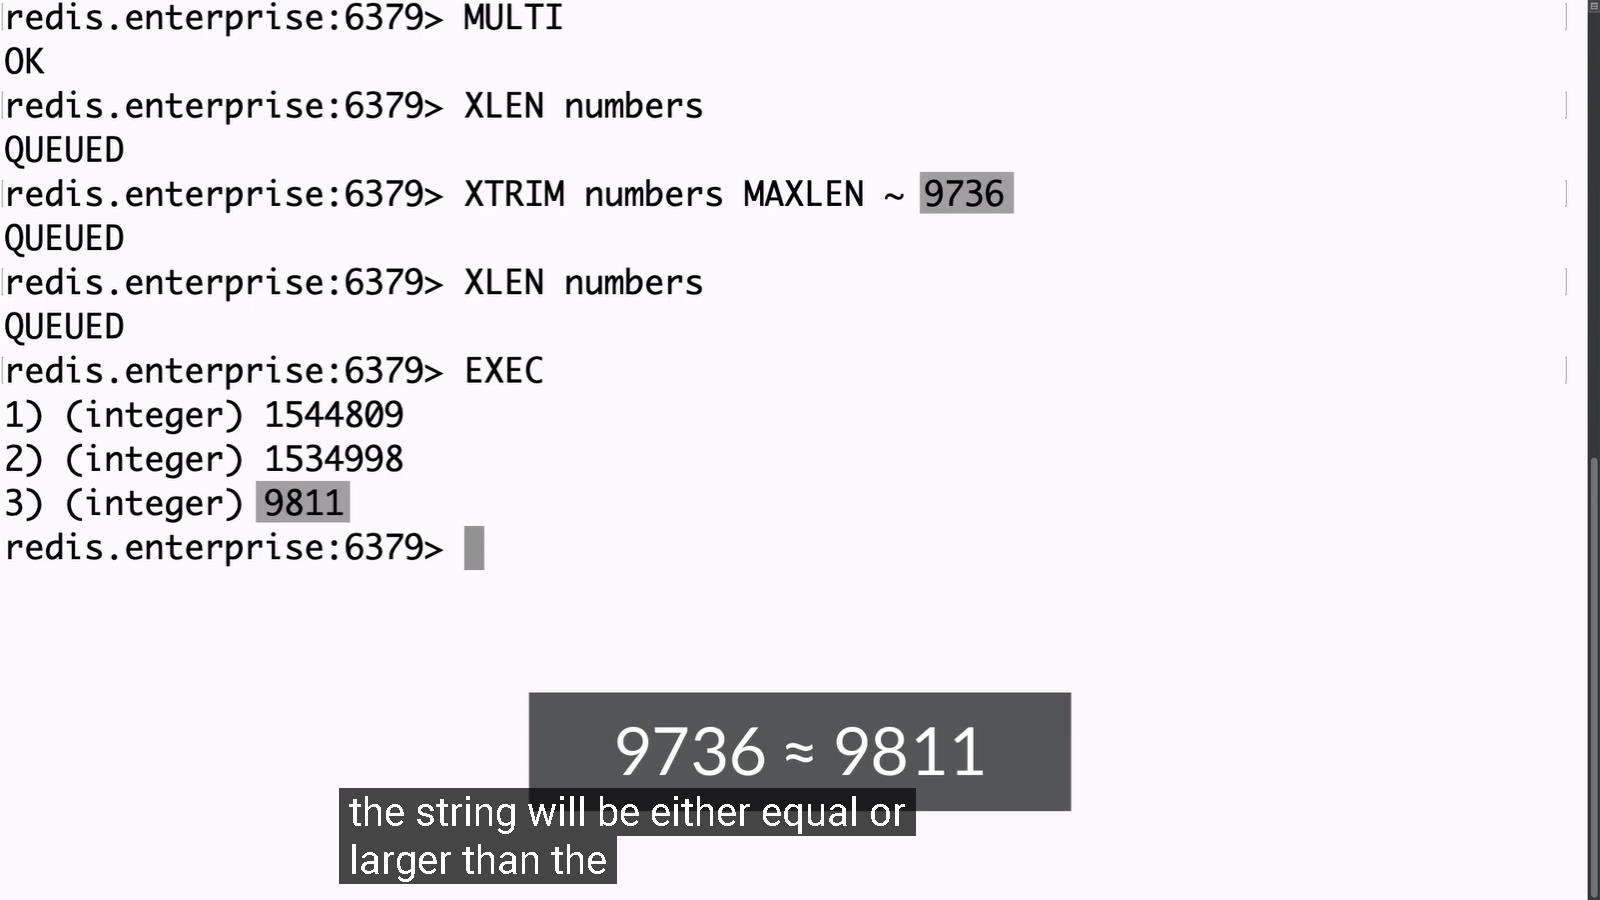 redis.enterprise:6379> MULTI
OK
redis.enterprise:6379> XLEN numbers
QUEUED
redis.enterprise:6379> XTRIM numbers MAXLEN ~ 9736
QUEUED
redis.enterprise:6379> XLEN numbers
QUEUED
redis.enterprise:6379> EXEC
1) (integer) 1544809
2) (integer) 1534998
3) (integer) 9811
redis.enterprise:6379>
9736 ≈ 9811
the string will be either equal or
larger than the